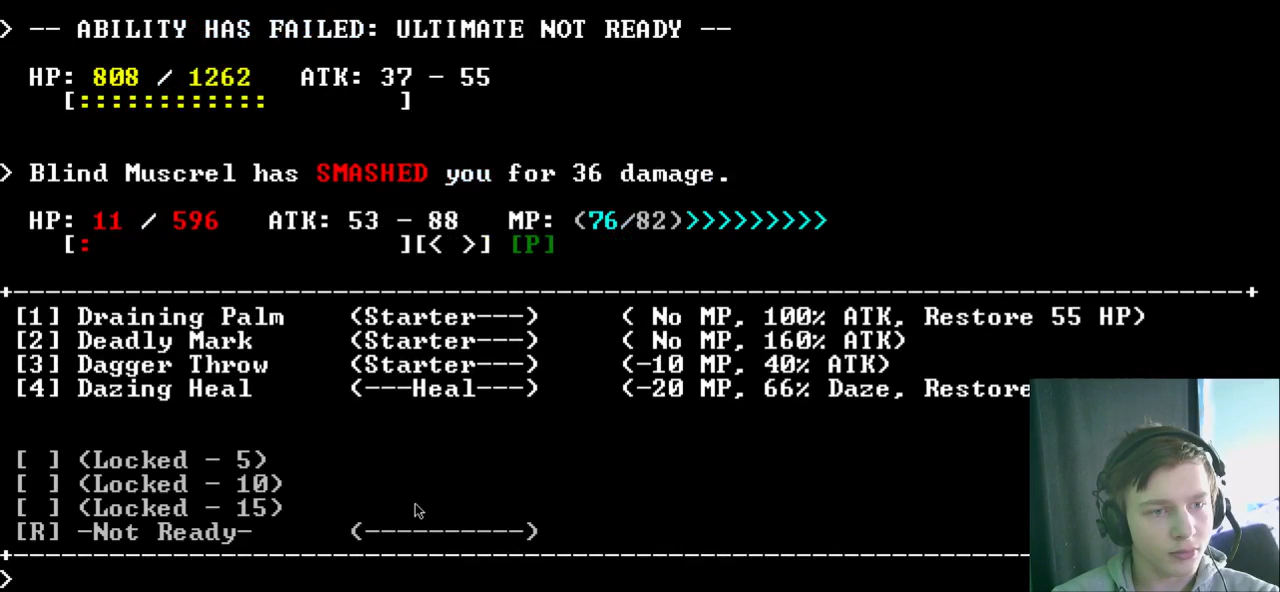 > -- ABILITY HAS FAILED: ULTIMATE NOT READY --
HP: 808 / 1262 ATK: 37 - 55
[:::::::::::: ]
> Blind Muscrel has SMASHED you for 36 damage.
HP: 11 / 596 ATK: 53 - 88 MP: (76/82)>>>>>>>>>
[: ][< >] [P]
+------------------------------------------------------------------------------+
[1] Draining Palm (Starter---) ( No MP, 100% ATK, Restore 55 HP)
[2] Deadly Mark (Starter---) ( No MP, 160% ATK)
[3] Dagger Throw (Starter---) (-10 MP, 40% ATK)
[4] Dazing Heal (---Heal---) (-20 MP, 66% Daze, Restore
[ ] (Locked - 5)
[ ] (Locked - 10)
[ ] (Locked - 15)
[R] -Not Ready- (----------)
+----------------------------------------------------------------
>